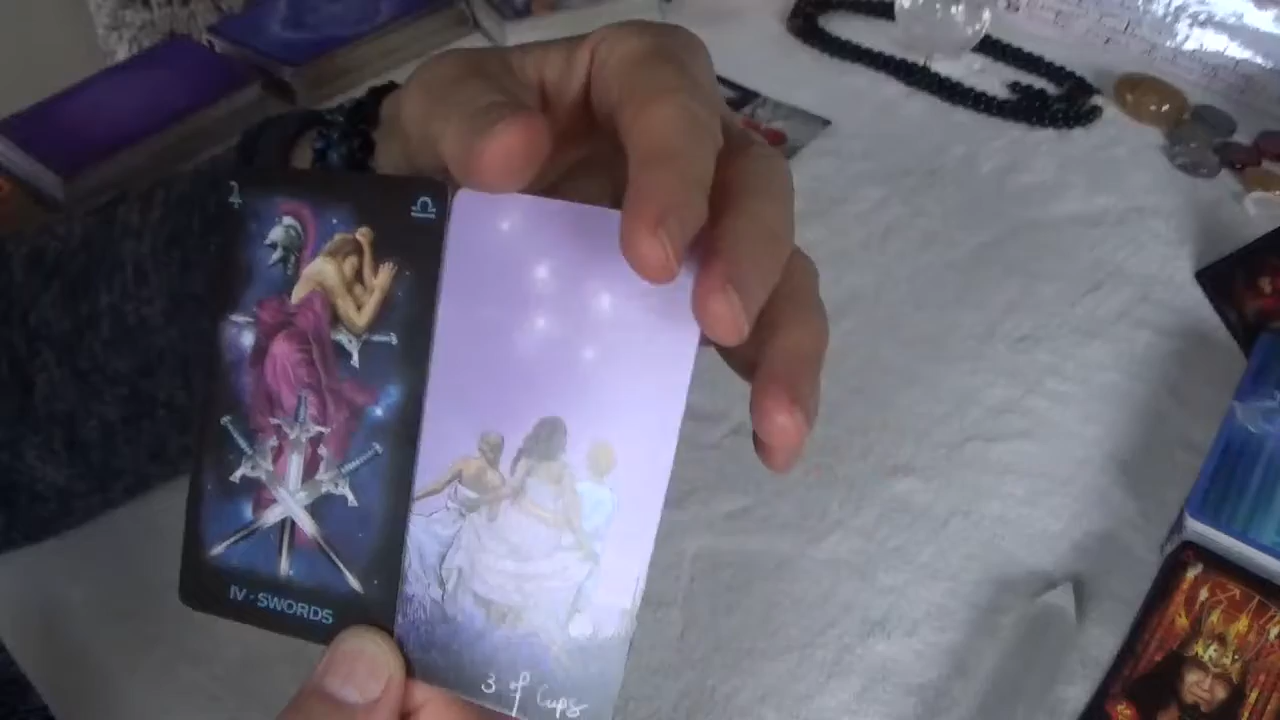 ♃ ♎
IV · SWORDS
3 of Cups